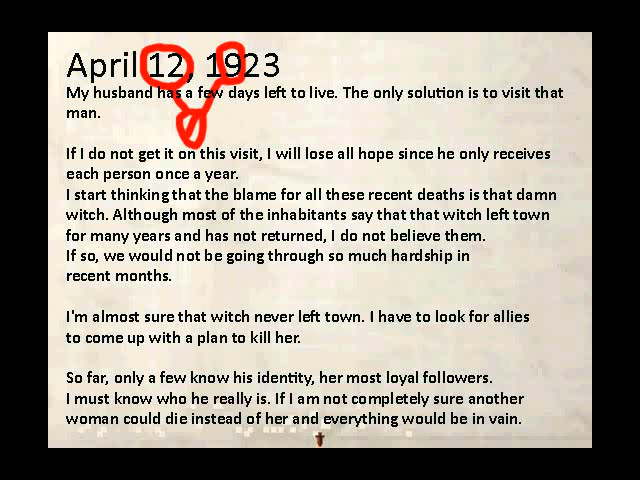 April 12, 1923
My husband has a few days left to live. The only solution is to visit that
man.
If I do not get it on this visit, I will lose all hope since he only receives
each person once a year.
I start thinking that the blame for all these recent deaths is that damn
witch. Although most of the inhabitants say that that witch left town
for many years and has not returned, I do not believe them.
If so, we would not be going through so much hardship in
recent months.
I'm almost sure that witch never left town. I have to look for allies
to come up with a plan to kill her.
So far, only a few know his identity, her most loyal followers.
I must know who he really is. If I am not completely sure another
woman could die instead of her and everything would be in vain.